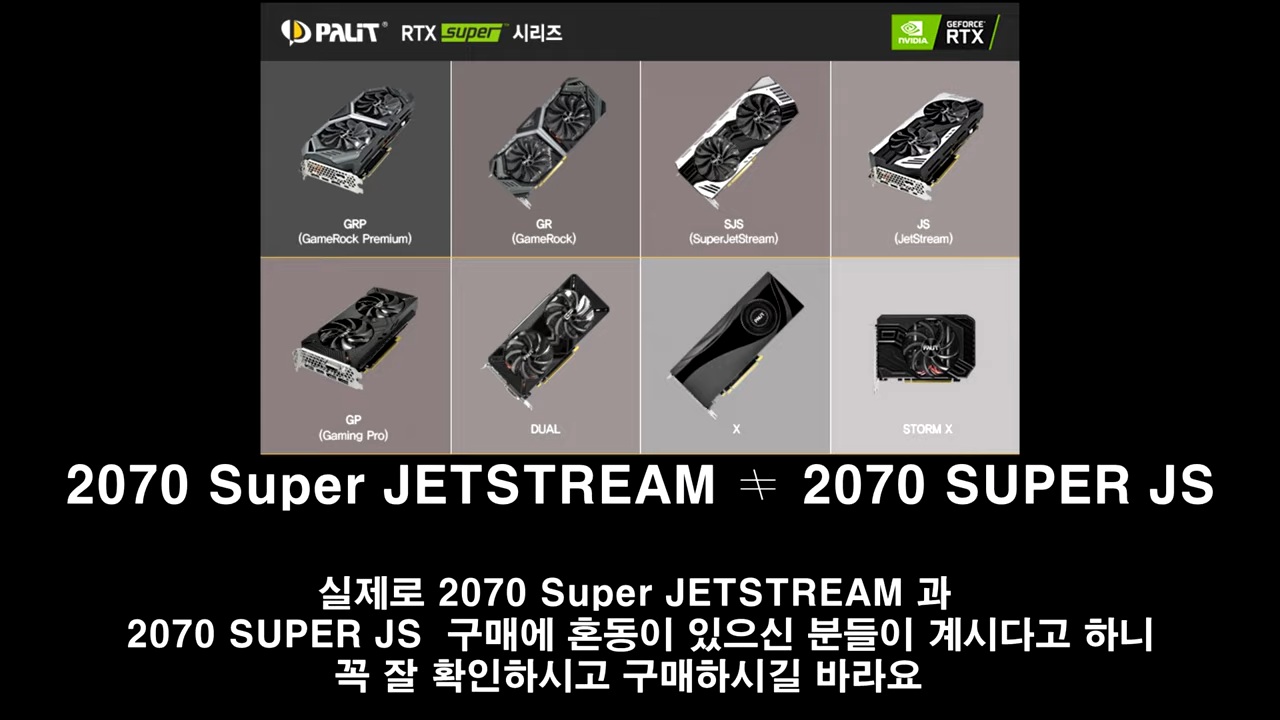 PALIT RTX super 시리즈
NVIDIA GEFORCE RTX
GRP
(GameRock Premium)
GR
(GameRock)
SJS
(SuperJetStream)
JS
(JetStream)
GP
(Gaming Pro)
DUAL
X
STORM X
PALIT
2070 Super JETSTREAM ≠ 2070 SUPER JS
실제로 2070 Super JETSTREAM 과
2070 SUPER JS 구매에 혼동이 있으신 분들이 계시다고 하니
꼭 잘 확인하시고 구매하시길 바라요